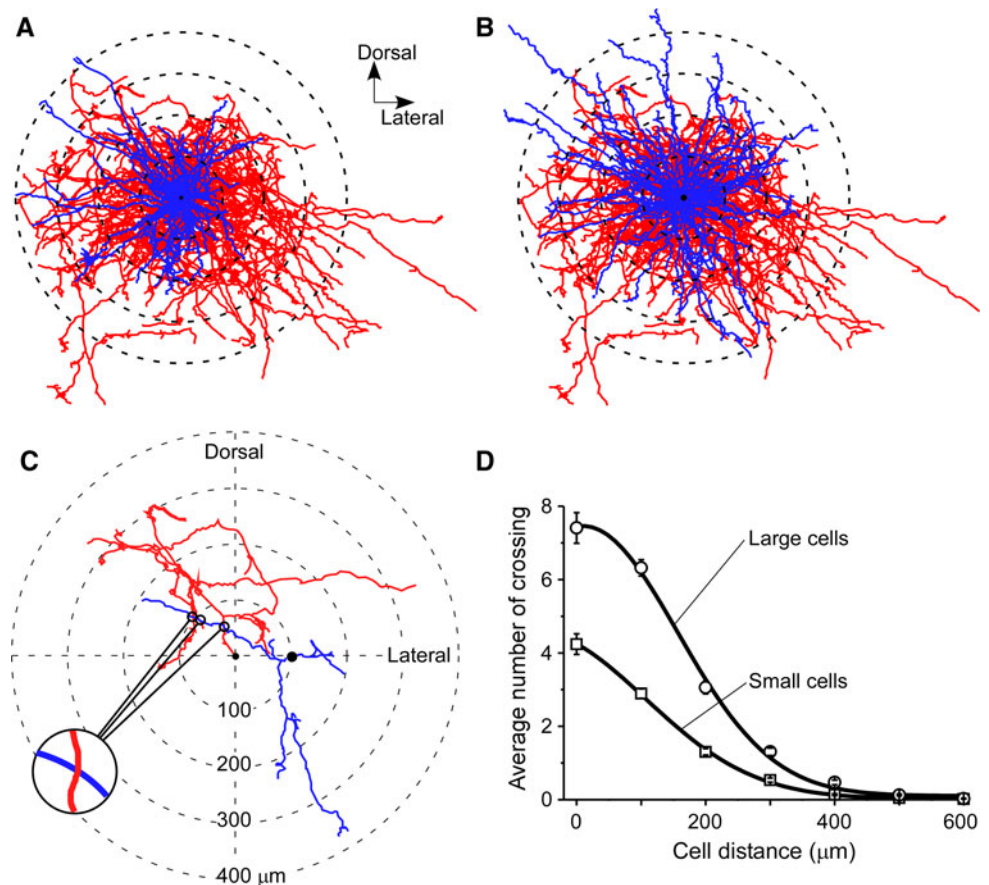 A
Dorsal
Lateral
B
C
Dorsal
Lateral
100
200
300
400 μm
D
Average number of crossing
8
6
4
2
0
Large cells
Small cells
0
200
400
600
Cell distance (μm)